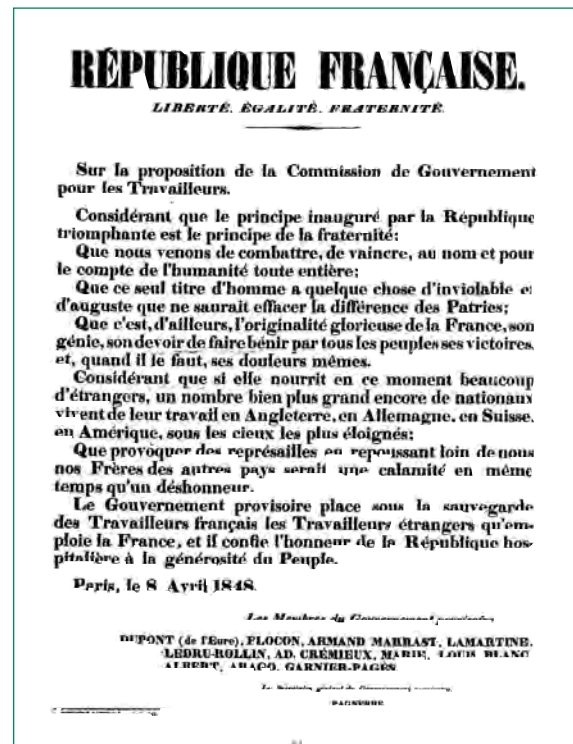 RÉPUBLIQUE FRANÇAISE.
LIBERTÉ. ÉGALITÉ. FRATERNITÉ.
Sur la proposition de la Commission de Gouvernement
pour les Travailleurs.
Considérant que le principe inauguré par la République
triomphante est le principe de la fraternité;
Que nous venons de combattre, de vaincre, au nom et pour
le compte de l'humanité toute entière;
Que ce seul titre d'homme a quelque chose d'inviolable et
d'auguste que ne saurait effacer la différence des Patries;
Que c'est, d'ailleurs, l'originalité glorieuse de la France, son
génie, son devoir de faire bénir par tous les peuples ses victoires,
et, quand il le faut, ses douleurs mêmes.
Considérant que si elle nourrit en ce moment beaucoup
d'étrangers, un nombre bien plus grand encore de nationaux
vivent de leur travail en Angleterre, en Allemagne, en Suisse,
en Amérique, sous les cieux les plus éloignés;
Que provoquer des représailles en repoussant loin de nous
nos Frères des autres pays serait une calamité en même
temps qu'un déshonneur.
Le Gouvernement provisoire place sous la sauvegarde
des Travailleurs français les Travailleurs étrangers qu'em-
ploie la France, et il confie l'honneur de la République hos-
pitalière à la générosité du Peuple.
Paris, le 8 Avril 1848.
Les Membres du Gouvernement provisoire,
DUPONT (de l'Eure), FLOCON, ARMAND MARRAST, LAMARTINE,
LEDRU-ROLLIN, AD. CRÉMIEUX, MARIE, LOUIS BLANC
ALBERT, ARAGO, GARNIER-PAGÈS
PAGNERRE